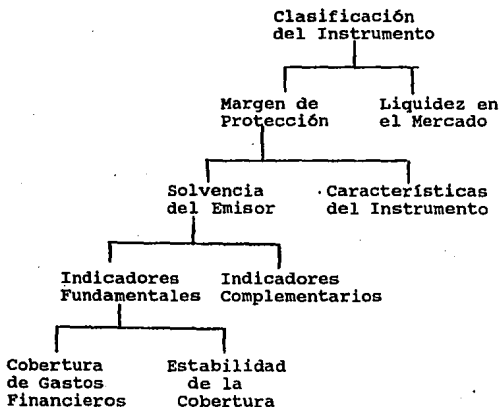 Clasificación
del Instrumento
Margen de
Protección
Liquidez en
el Mercado
Solvencia
del Emisor
Características
del Instrumento
Indicadores
Fundamentales
Indicadores
Complementarios
Cobertura
de Gastos
Financieros
Estabilidad
de la
Cobertura